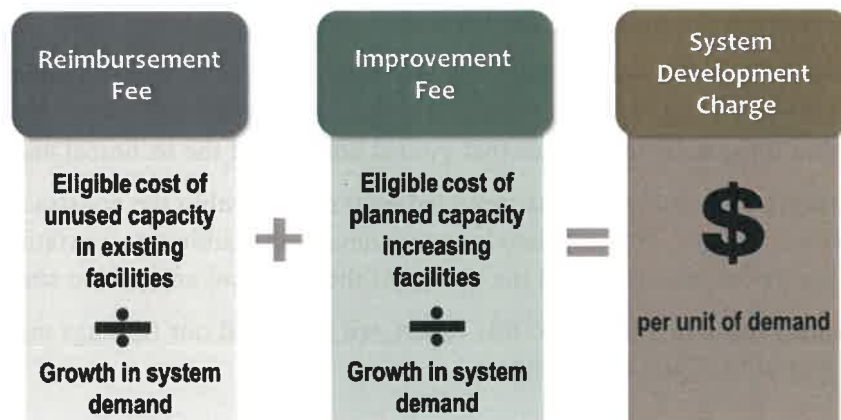 Reimbursement
Fee
Eligible cost of
unused capacity
in existing
facilities
÷
Growth in system
demand
+
Improvement
Fee
Eligible cost of
planned capacity
increasing
facilities
÷
Growth in system
demand
=
System
Development
Charge
$
per unit of demand